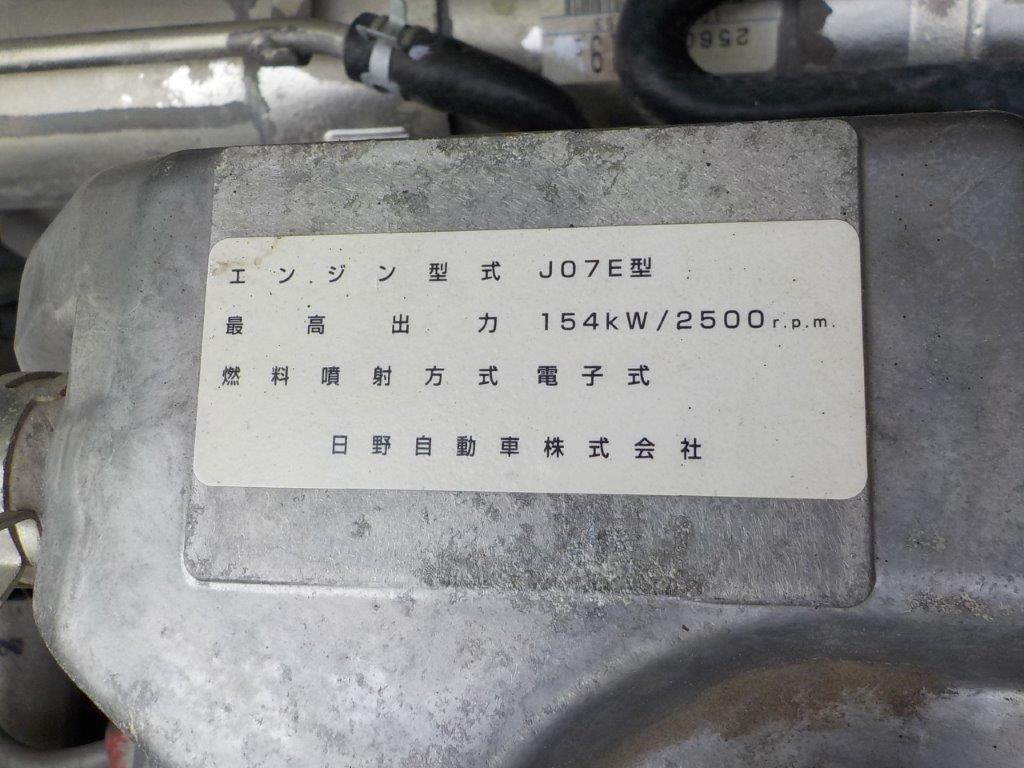 エンジン型式 J07E型
最高出力 154kW/2500r.p.m.
燃料噴射方式 電子式
日野自動車株式会社